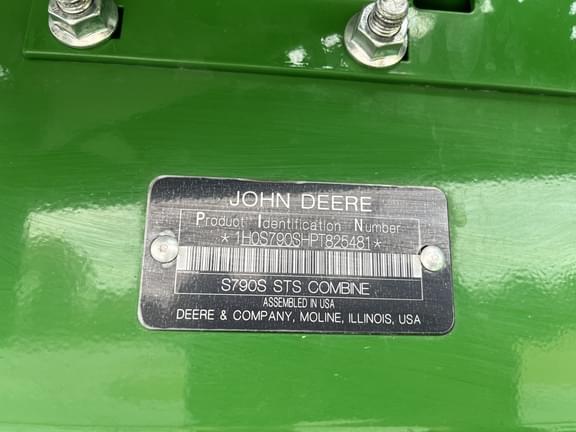 JOHN DEERE
Product Identification Number
*1H0S790SHPT825481*
S790S STS COMBINE
ASSEMBLED IN USA
DEERE & COMPANY, MOLINE, ILLINOIS, USA